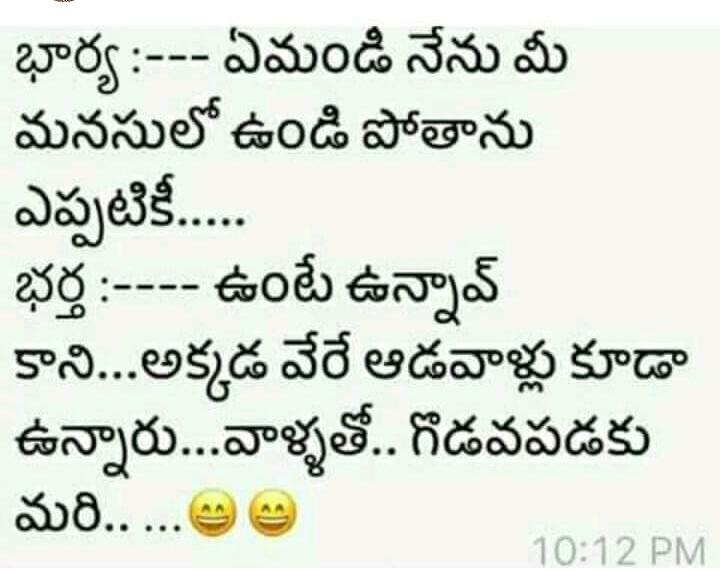 భార్య :--- ఏమండి నేను మీ
మనసులో ఉండి పోతాను
ఎప్పటికీ.....
భర్త :---- ఉంటే ఉన్నావ్
కాని...అక్కడ వేరే ఆడవాళ్లు కూడా
ఉన్నారు...వాళ్ళతో.. గొడవపడకు
మరి.. ...😄😄
10:12 PM